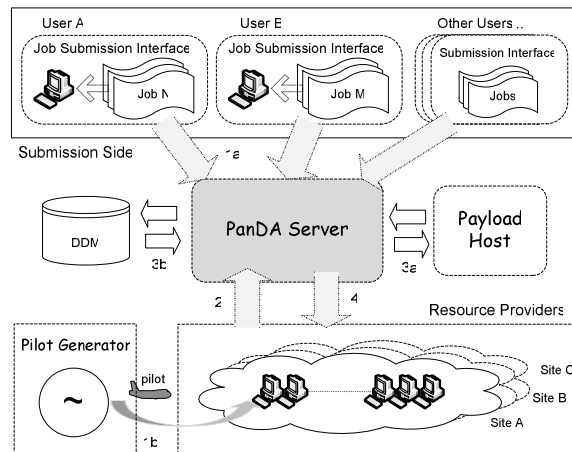 User A
User B
Other Users ..
Job Submission Interface
Job Submission Interface
Submission Interface
Job N
Job M
Jobs
Submission Side
1a
PanDA Server
DDM
3b
Payload
Host
3a
2
4
Resource Providers
Pilot Generator
pilot
~
1b
Site C
Site B
Site A